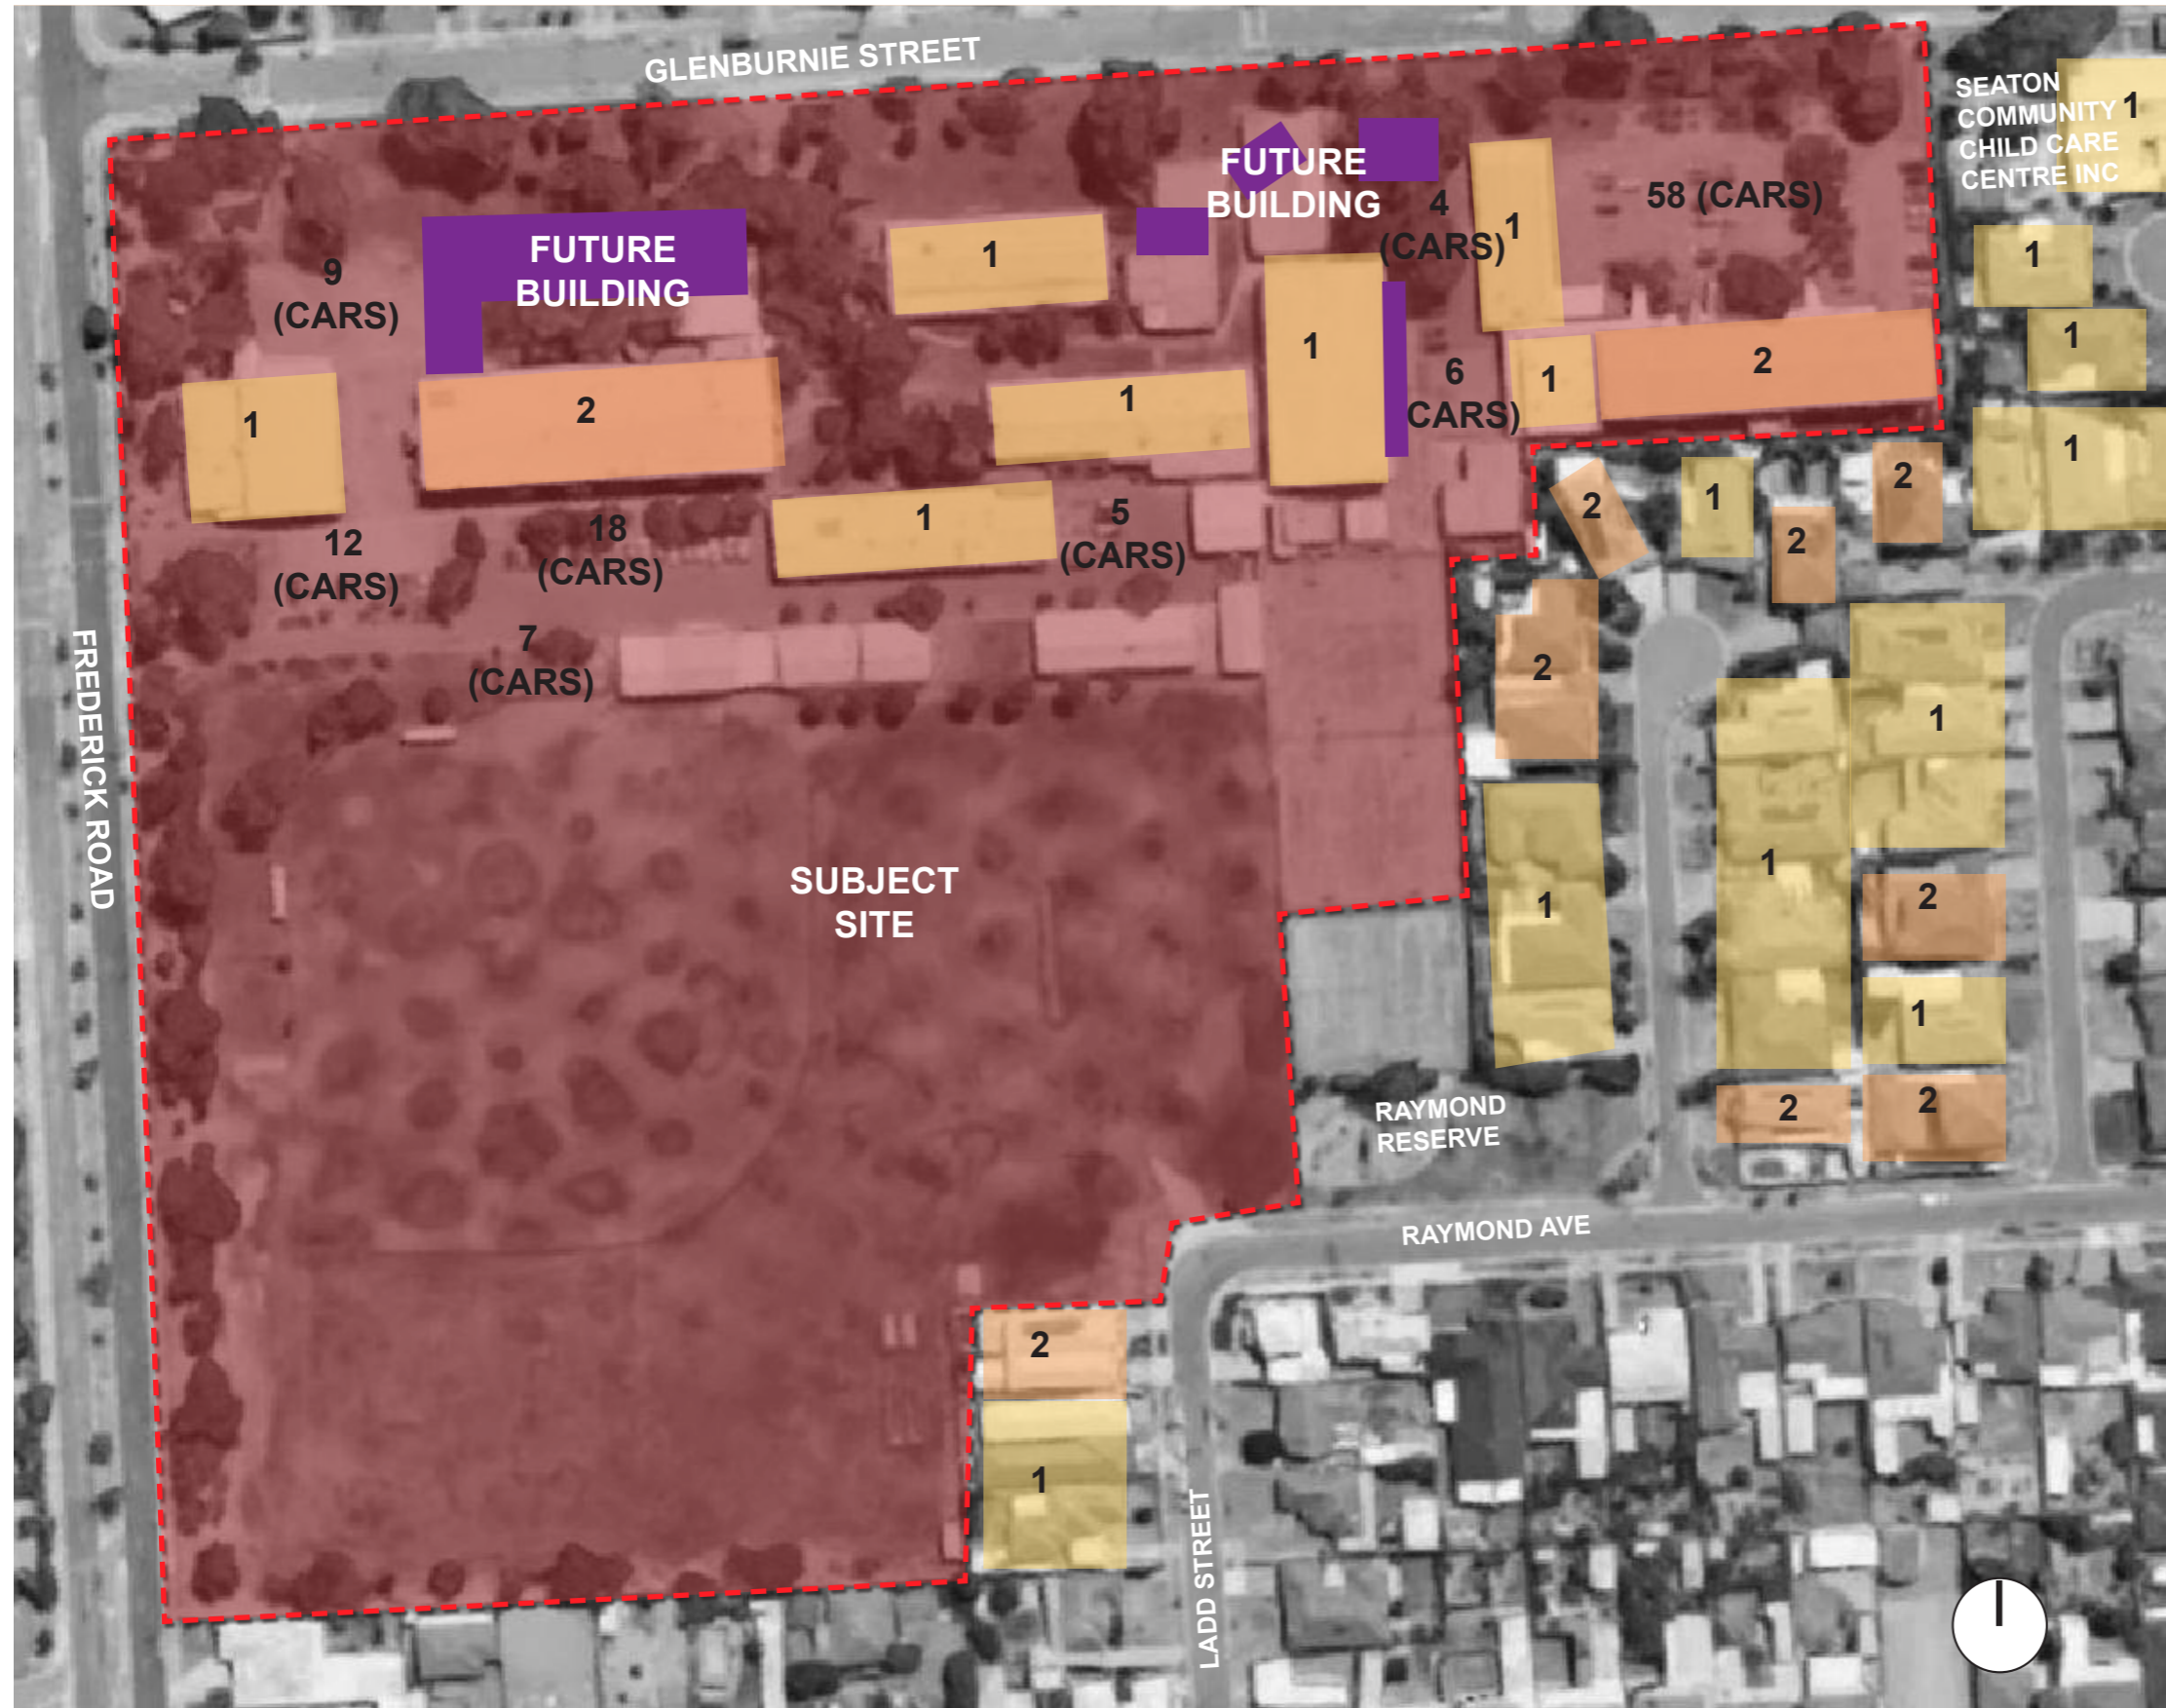 GLENBURNIE STREET
SEATON
COMMUNITY
CHILD CARE
CENTRE INC
1
FUTURE
BUILDING
58 (CARS)
4
(CARS)
1
FUTURE
BUILDING
9
(CARS)
1
1
1
1
6
CARS)
1
2
1
1
2
1
1
12
(CARS)
18
(CARS)
1
5
(CARS)
2
1
2
2
7
(CARS)
FREDERICK ROAD
2
1
1
1
2
SUBJECT
SITE
1
2
2
RAYMOND
RESERVE
RAYMOND AVE
2
1
LADD STREET